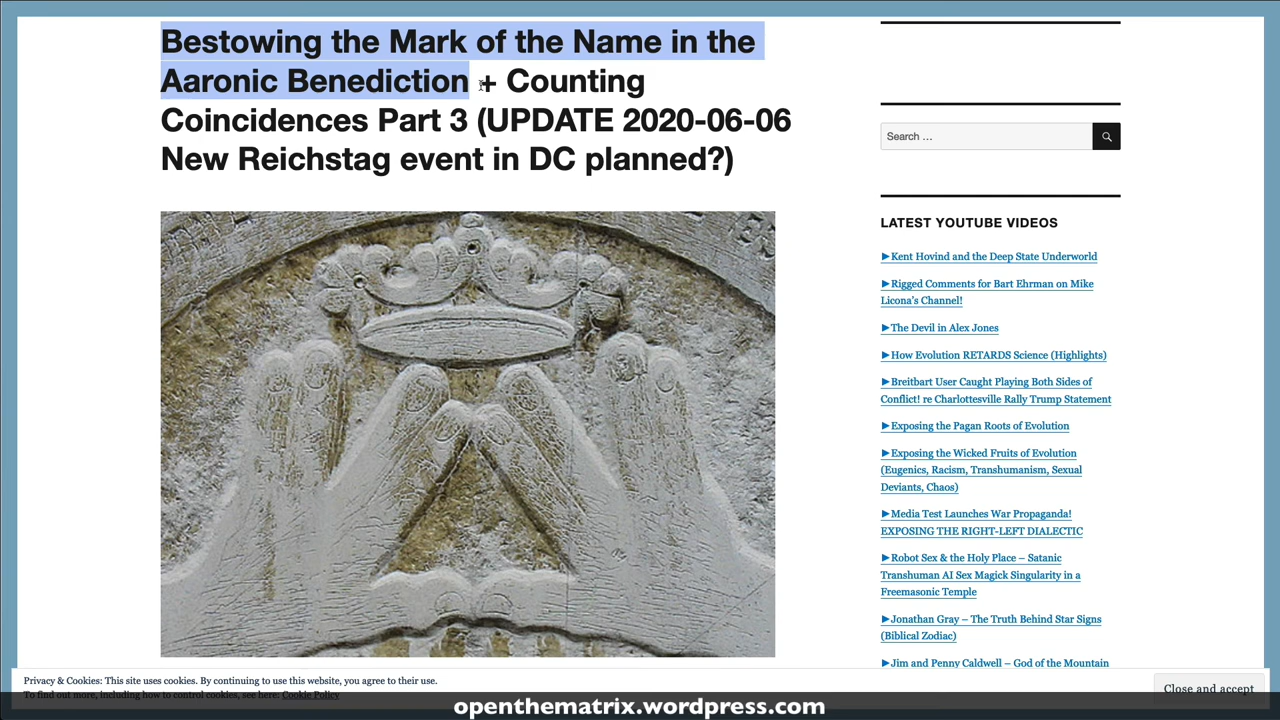 Bestowing the Mark of the Name in the
Aaronic Benediction + Counting
Coincidences Part 3 (UPDATE 2020-06-06
New Reichstag event in DC planned?)
Search …
LATEST YOUTUBE VIDEOS
►Kent Hovind and the Deep State Underworld
►Rigged Comments for Bart Ehrman on Mike
Licona's Channel!
►The Devil in Alex Jones
►How Evolution RETARDS Science (Highlights)
►Breitbart User Caught Playing Both Sides of
Conflict! re Charlottesville Rally Trump Statement
►Exposing the Pagan Roots of Evolution
►Exposing the Wicked Fruits of Evolution
(Eugenics, Racism, Transhumanism, Sexual
Deviants, Chaos)
►Media Test Launches War Propaganda!
EXPOSING THE RIGHT-LEFT DIALECTIC
►Robot Sex & the Holy Place – Satanic
Transhuman AI Sex Magick Singularity in a
Freemasonic Temple
►Jonathan Gray – The Truth Behind Star Signs
(Biblical Zodiac)
►Jim and Penny Caldwell – God of the Mountain
Privacy & Cookies: This site uses cookies. By continuing to use this website, you agree to their use.
To find out more, including how to control cookies, see here: Cookie Policy
Close and accept
openthematrix.wordpress.com